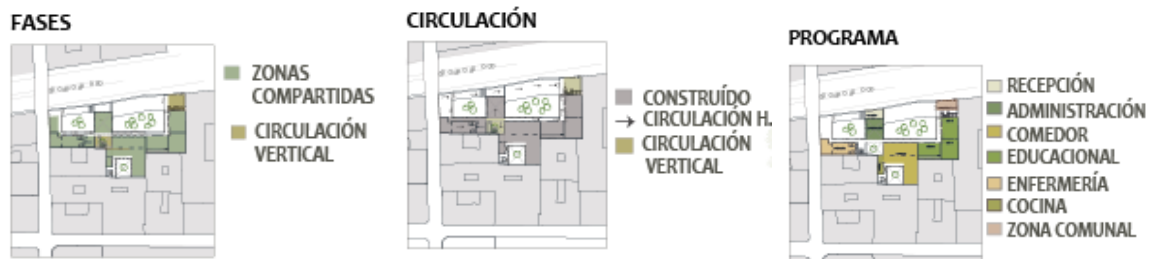 FASES
ZONAS
COMPARTIDAS
CIRCULACIÓN
VERTICAL
CIRCULACIÓN
CONSTRUÍDO
CIRCULACIÓN H.
CIRCULACIÓN
VERTICAL
PROGRAMA
RECEPCIÓN
ADMINISTRACIÓN
COMEDOR
EDUCACIONAL
ENFERMERÍA
COCINA
ZONA COMUNAL